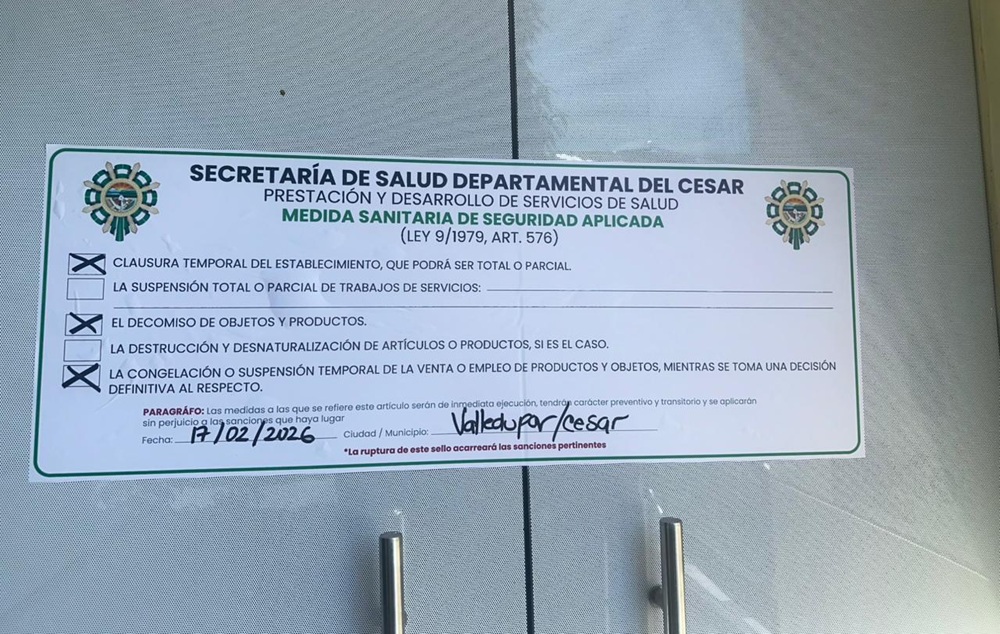 SECRETARÍA DE SALUD DEPARTAMENTAL DEL CESAR
PRESTACIÓN Y DESARROLLO DE SERVICIOS DE SALUD
MEDIDA SANITARIA DE SEGURIDAD APLICADA
(LEY 9/1979, ART. 576)
CLAUSURA TEMPORAL DEL ESTABLECIMIENTO, QUE PODRÁ SER TOTAL O PARCIAL.
LA SUSPENSIÓN TOTAL O PARCIAL DE TRABAJOS DE SERVICIOS:
EL DECOMISO DE OBJETOS Y PRODUCTOS.
LA DESTRUCCIÓN Y DESNATURALIZACIÓN DE ARTÍCULOS O PRODUCTOS, SI ES EL CASO.
LA CONGELACIÓN O SUSPENSIÓN TEMPORAL DE LA VENTA O EMPLEO DE PRODUCTOS Y OBJETOS, MIENTRAS SE TOMA UNA DECISIÓN
DEFINITIVA AL RESPECTO.
PARAGRÁFO: Las medidas a las que se refiere este artículo serán de inmediata ejecución, tendrán carácter preventivo y transitorio y se aplicarán
sin perjuicio a las sanciones que haya lugar
Fecha: 17/02/2026 Ciudad / Municipio: Valledupar/cesar
*La ruptura de este sello acarreará las sanciones pertinentes